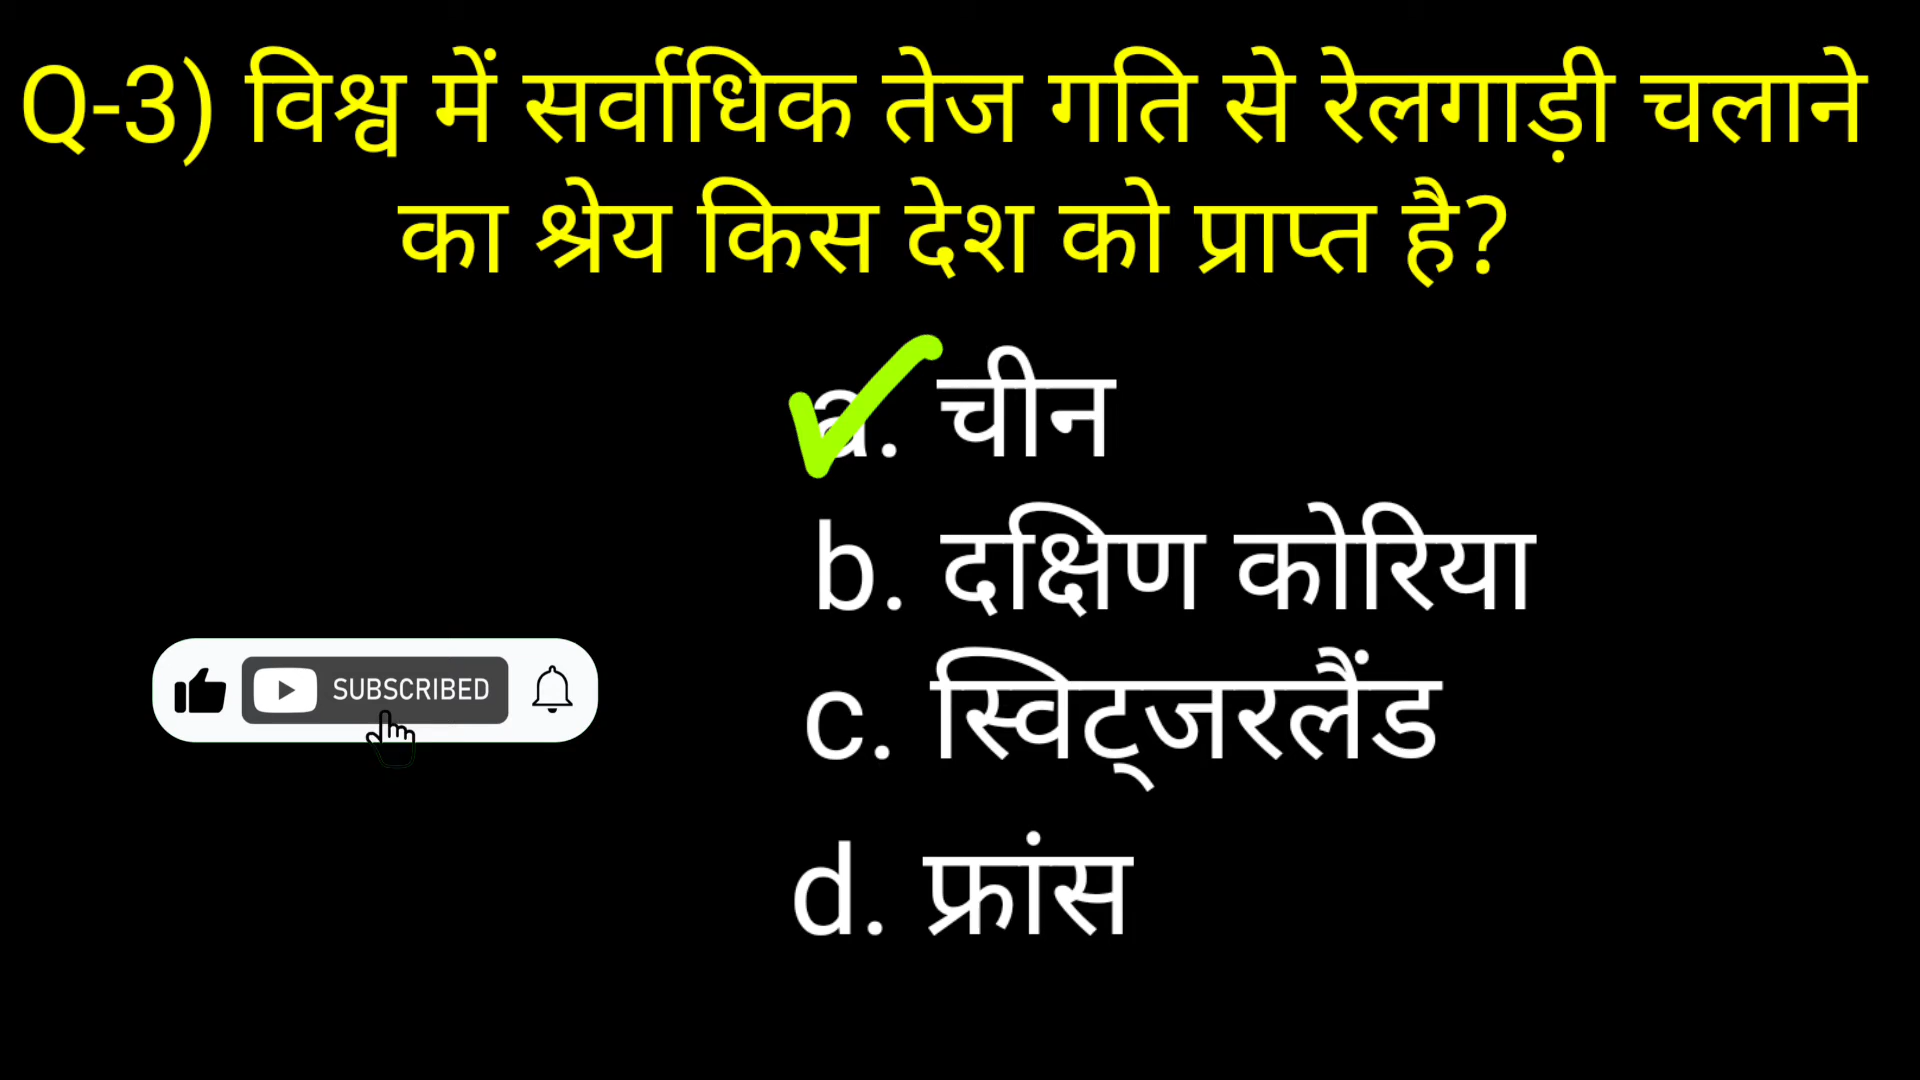 Q-3) विश्व में सर्वाधिक तेज गति से रेलगाड़ी चलाने
का श्रेय किस देश को प्राप्त है?
a. चीन
b. दक्षिण कोरिया
c. स्विट्जरलैंड
SUBSCRIBED
d. फ्रांस